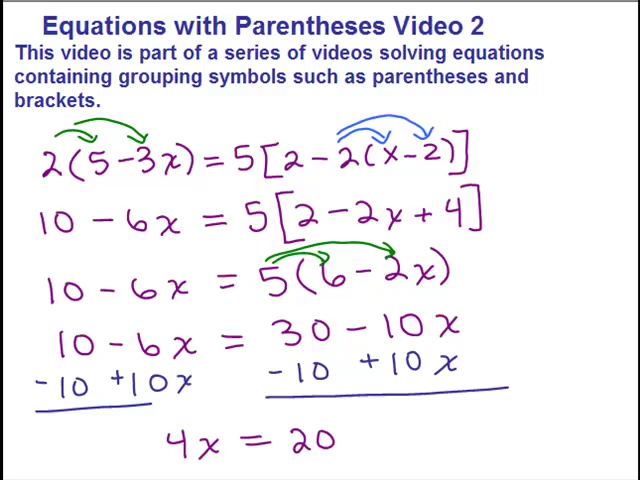 Equations with Parentheses Video 2
This video is part of a series of videos solving equations
containing grouping symbols such as parentheses and
brackets.
2(5-3x)=5[2-2(x-2)]
10-6x=5[2-2x+4]
10-6x=5(6-2x)
10-6x=30-10x
-10+10x -10+10x
4x=20